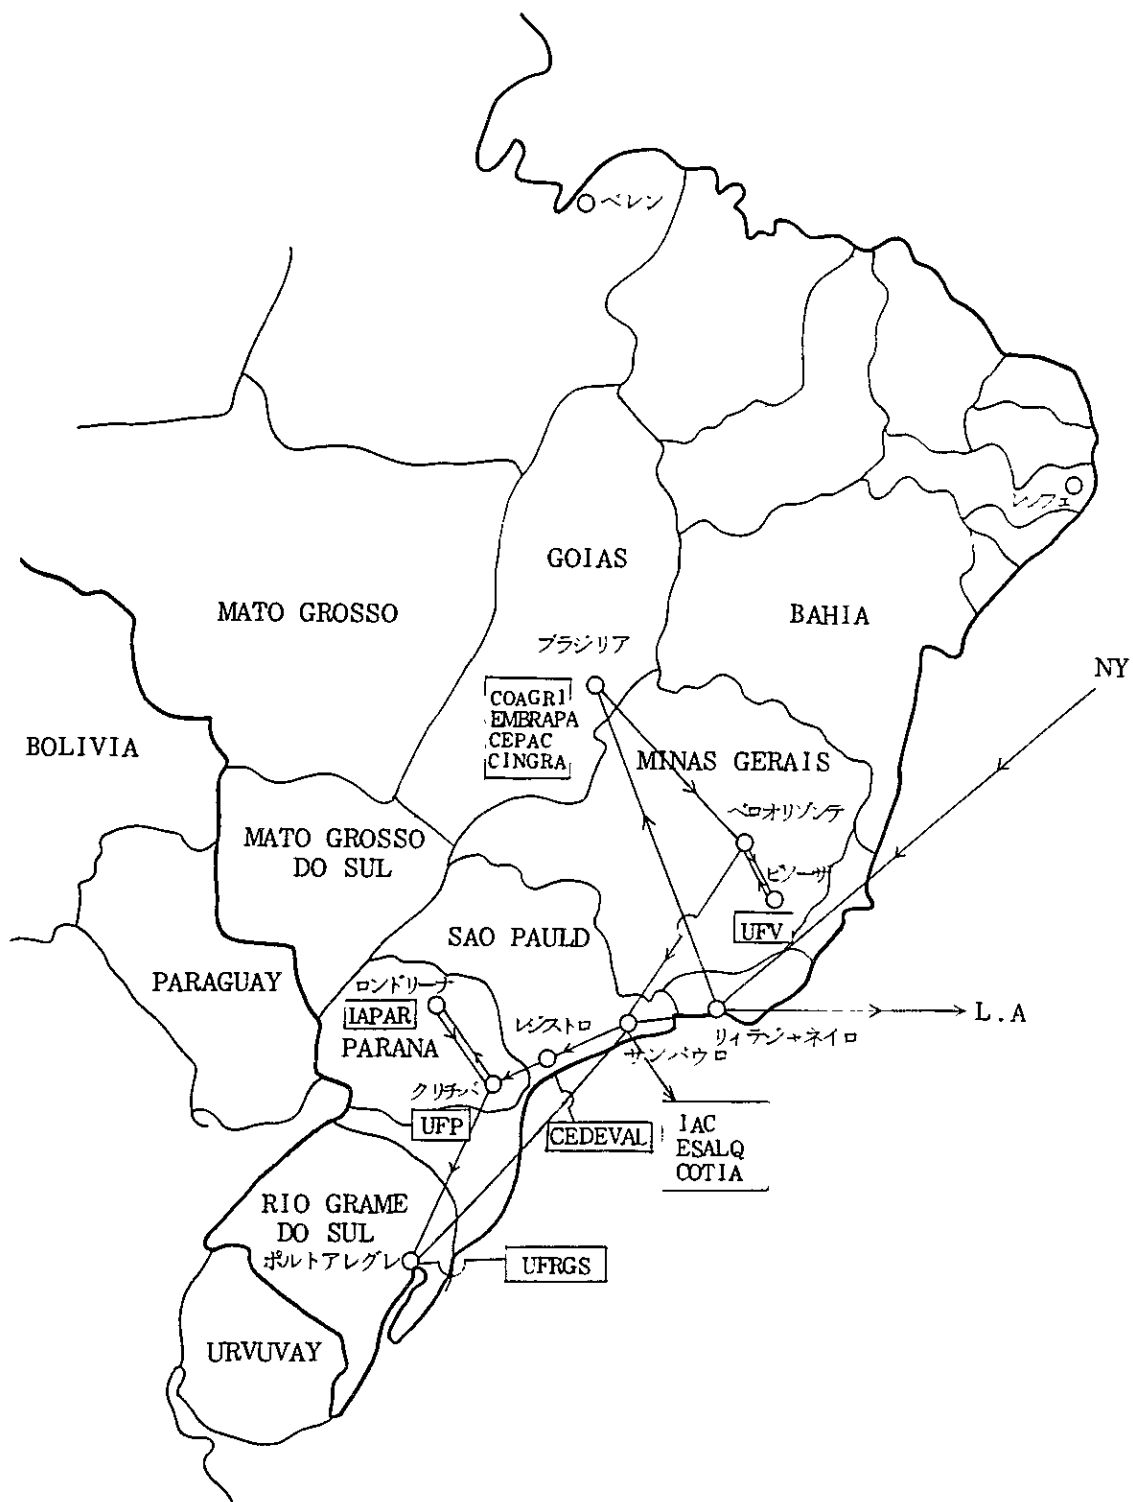 ベレン
レシフェ
GOIAS
MATO GROSSO
BAHIA
ブラジリア
NY
COAGRI
EMBRAPA
CEPAC
CINGRA
BOLIVIA
MINAS GERAIS
ベロオリゾンテ
MATO GROSSO
DO SUL
ビソーザ
UFV
SAO PAULD
PARAGUAY
ロンドリーナ
IAPAR
PARANA
レジストロ
L.A
リィデジャネイロ
サンパウロ
クリチバ
UFP
CEDEVAL
IAC
ESALQ
COTIA
RIO GRAME
DO SUL
ポルトアレグレ
UFRGS
URVUVAY